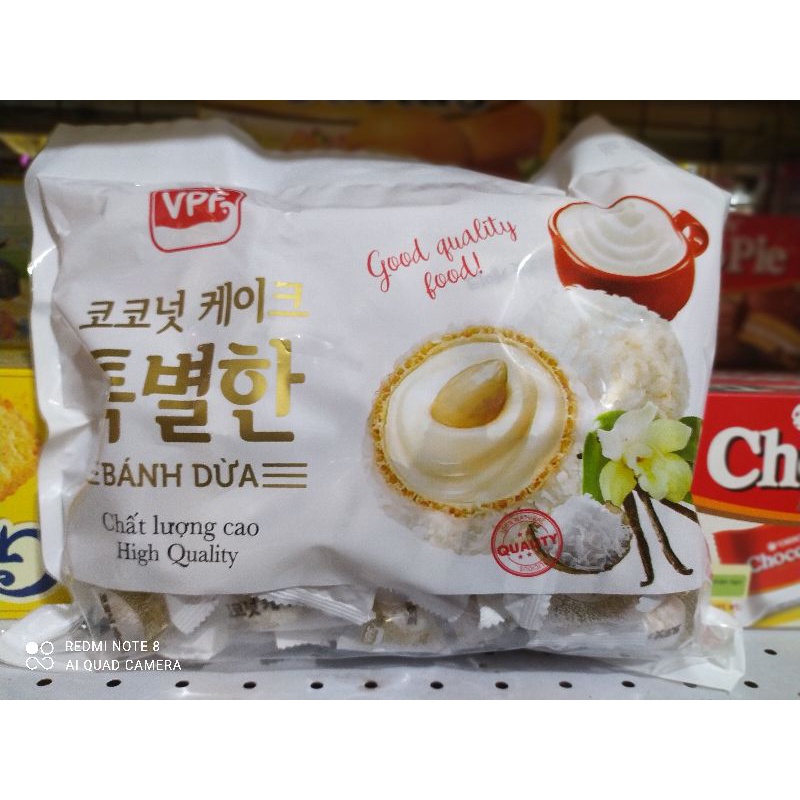 VPF
Good quality
food!
코코넛 케이크
특별한
BÁNH DỪA
Chất lượng cao
High Quality
QUALITY
Pie
Ch
Choco
REDMI NOTE 8
AI QUAD CAMERA